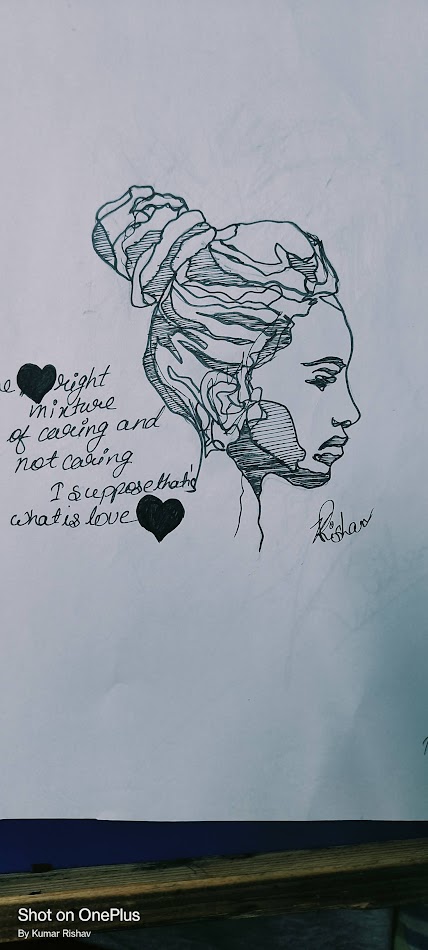 right
mixture
of caring and
not caring
I suppose that's
what is love
Rishav
Shot on OnePlus
By Kumar Rishav